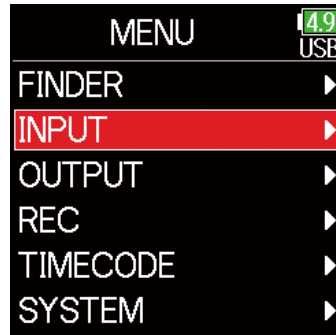 MENU
4.9
USB
FINDER
INPUT
OUTPUT
REC
TIMECODE
SYSTEM